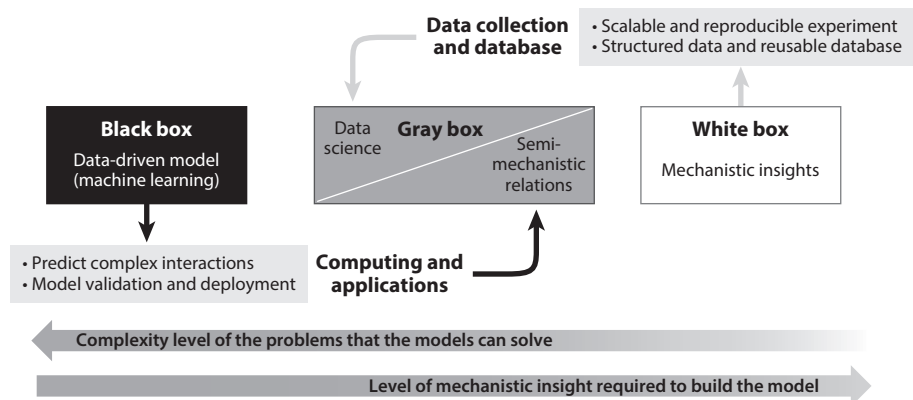 Data collection
and database
• Scalable and reproducible experiment
• Structured data and reusable database
Black box
Data-driven model
(machine learning)
Data
science
Gray box
Semi-
mechanistic
relations
White box
Mechanistic insights
• Predict complex interactions
• Model validation and deployment
Computing and
applications
Complexity level of the problems that the models can solve
Level of mechanistic insight required to build the model